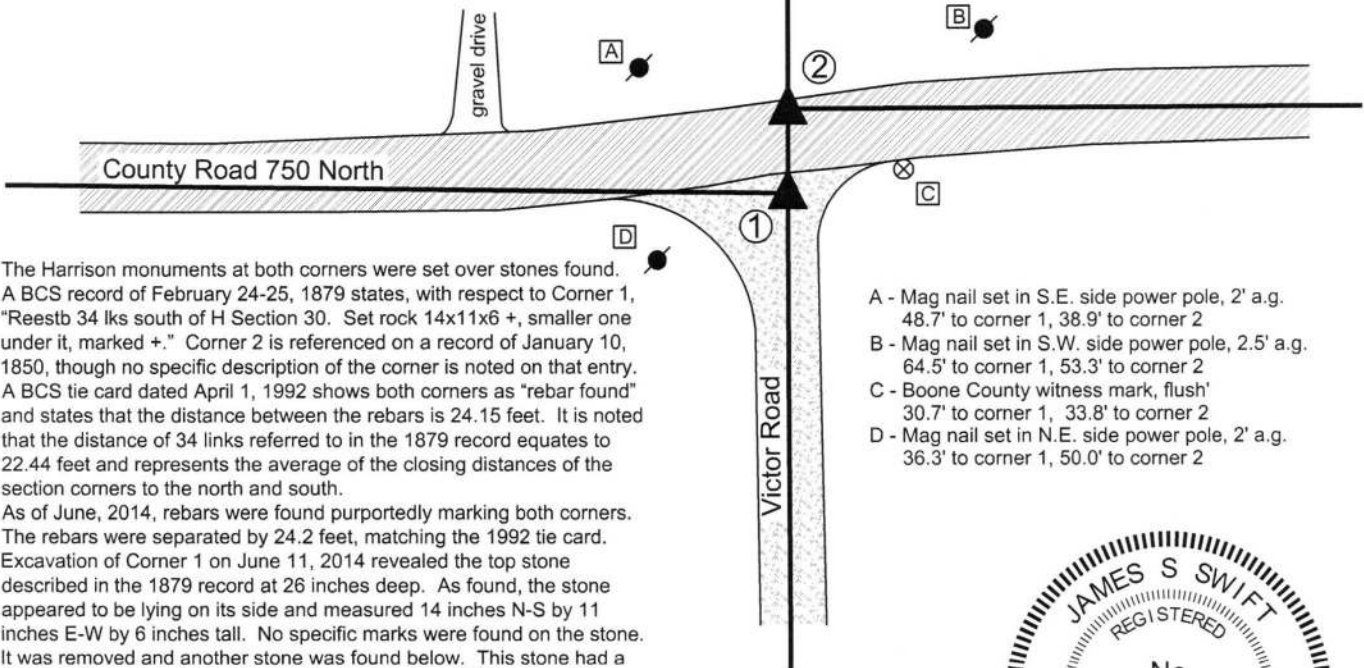 gravel drive
A
B
2
County Road 750 North
C
1
D
The Harrison monuments at both corners were set over stones found.
A BCS record of February 24-25, 1879 states, with respect to Corner 1,
“Reestb 34 lks south of H Section 30. Set rock 14x11x6 +, smaller one
under it, marked +.” Corner 2 is referenced on a record of January 10,
1850, though no specific description of the corner is noted on that entry.
A BCS tie card dated April 1, 1992 shows both corners as “rebar found”
and states that the distance between the rebars is 24.15 feet. It is noted
that the distance of 34 links referred to in the 1879 record equates to
22.44 feet and represents the average of the closing distances of the
section corners to the north and south.
As of June, 2014, rebars were found purportedly marking both corners.
The rebars were separated by 24.2 feet, matching the 1992 tie card.
Excavation of Corner 1 on June 11, 2014 revealed the top stone
described in the 1879 record at 26 inches deep. As found, the stone
appeared to be lying on its side and measured 14 inches N-S by 11
inches E-W by 6 inches tall. No specific marks were found on the stone.
It was removed and another stone was found below. This stone had a
Victor Road
A - Mag nail set in S.E. side power pole, 2' a.g.
48.7' to corner 1, 38.9' to corner 2
B - Mag nail set in S.W. side power pole, 2.5' a.g.
64.5' to corner 1, 53.3' to corner 2
C - Boone County witness mark, flush'
30.7' to corner 1, 33.8' to corner 2
D - Mag nail set in N.E. side power pole, 2' a.g.
36.3' to corner 1, 50.0' to corner 2
JAMES S SWIFT
REGISTERED
No